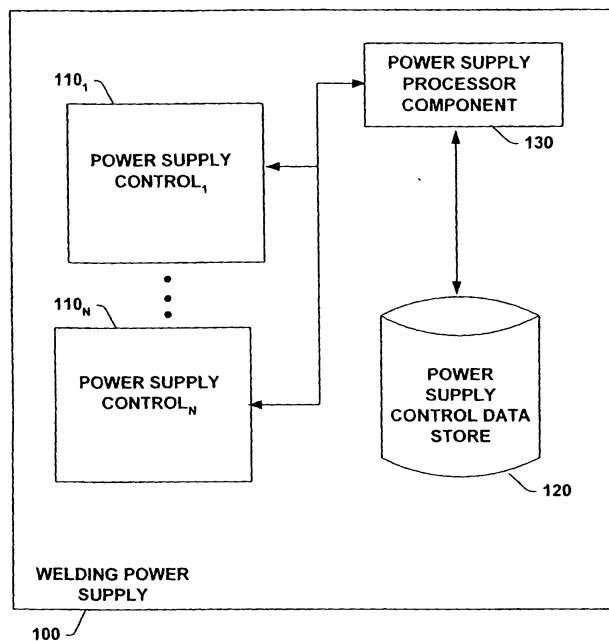 110₁
POWER SUPPLY
CONTROL₁
110ₙ
POWER SUPPLY
CONTROLₙ
POWER SUPPLY
PROCESSOR
COMPONENT
130
POWER
SUPPLY
CONTROL DATA
STORE
120
WELDING POWER
SUPPLY
100